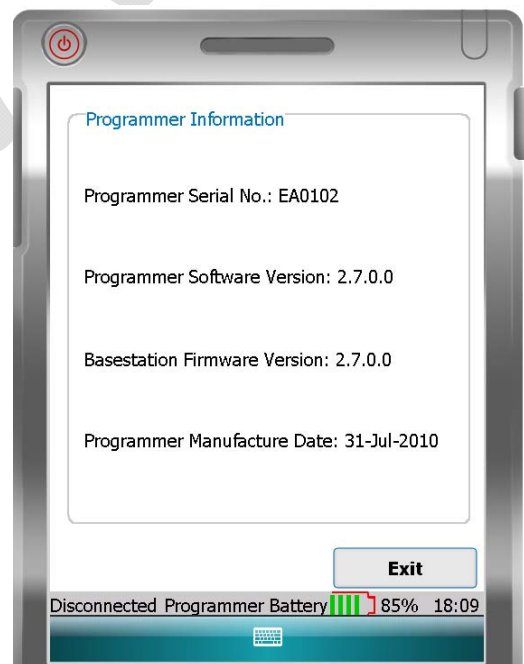 Programmer Information
Programmer Serial No.: EA0102
Programmer Software Version: 2.7.0.0
Basestation Firmware Version: 2.7.0.0
Programmer Manufacture Date: 31-Jul-2010
Exit
Disconnected Programmer Battery 85% 18:09